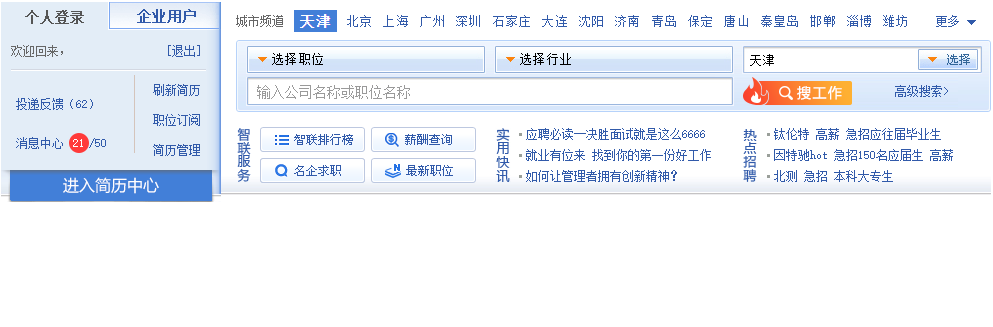 个人登录 企业用户
欢迎回来， [退出]
投递反馈（62） 刷新简历
职位订阅
消息中心 21/50
简历管理
进入简历中心
城市频道 天津 北京 上海 广州 深圳 石家庄 大连 沈阳 济南 青岛 保定 唐山 秦皇岛 邯郸 淄博 潍坊 更多
选择职位 选择行业 天津 选择
输入公司名称或职位名称 搜工作 高级搜索>
智联服务
智联排行榜 薪酬查询
名企求职 最新职位
实用快讯
应聘必读一决胜面试就是这么6666
就业有位来 找到你的第一份好工作
如何让管理者拥有创新精神?
热点招聘
钛伦特 高薪 急招应往届毕业生
因特驰hot 急招150名应届生 高薪
北测 急招 本科大专生